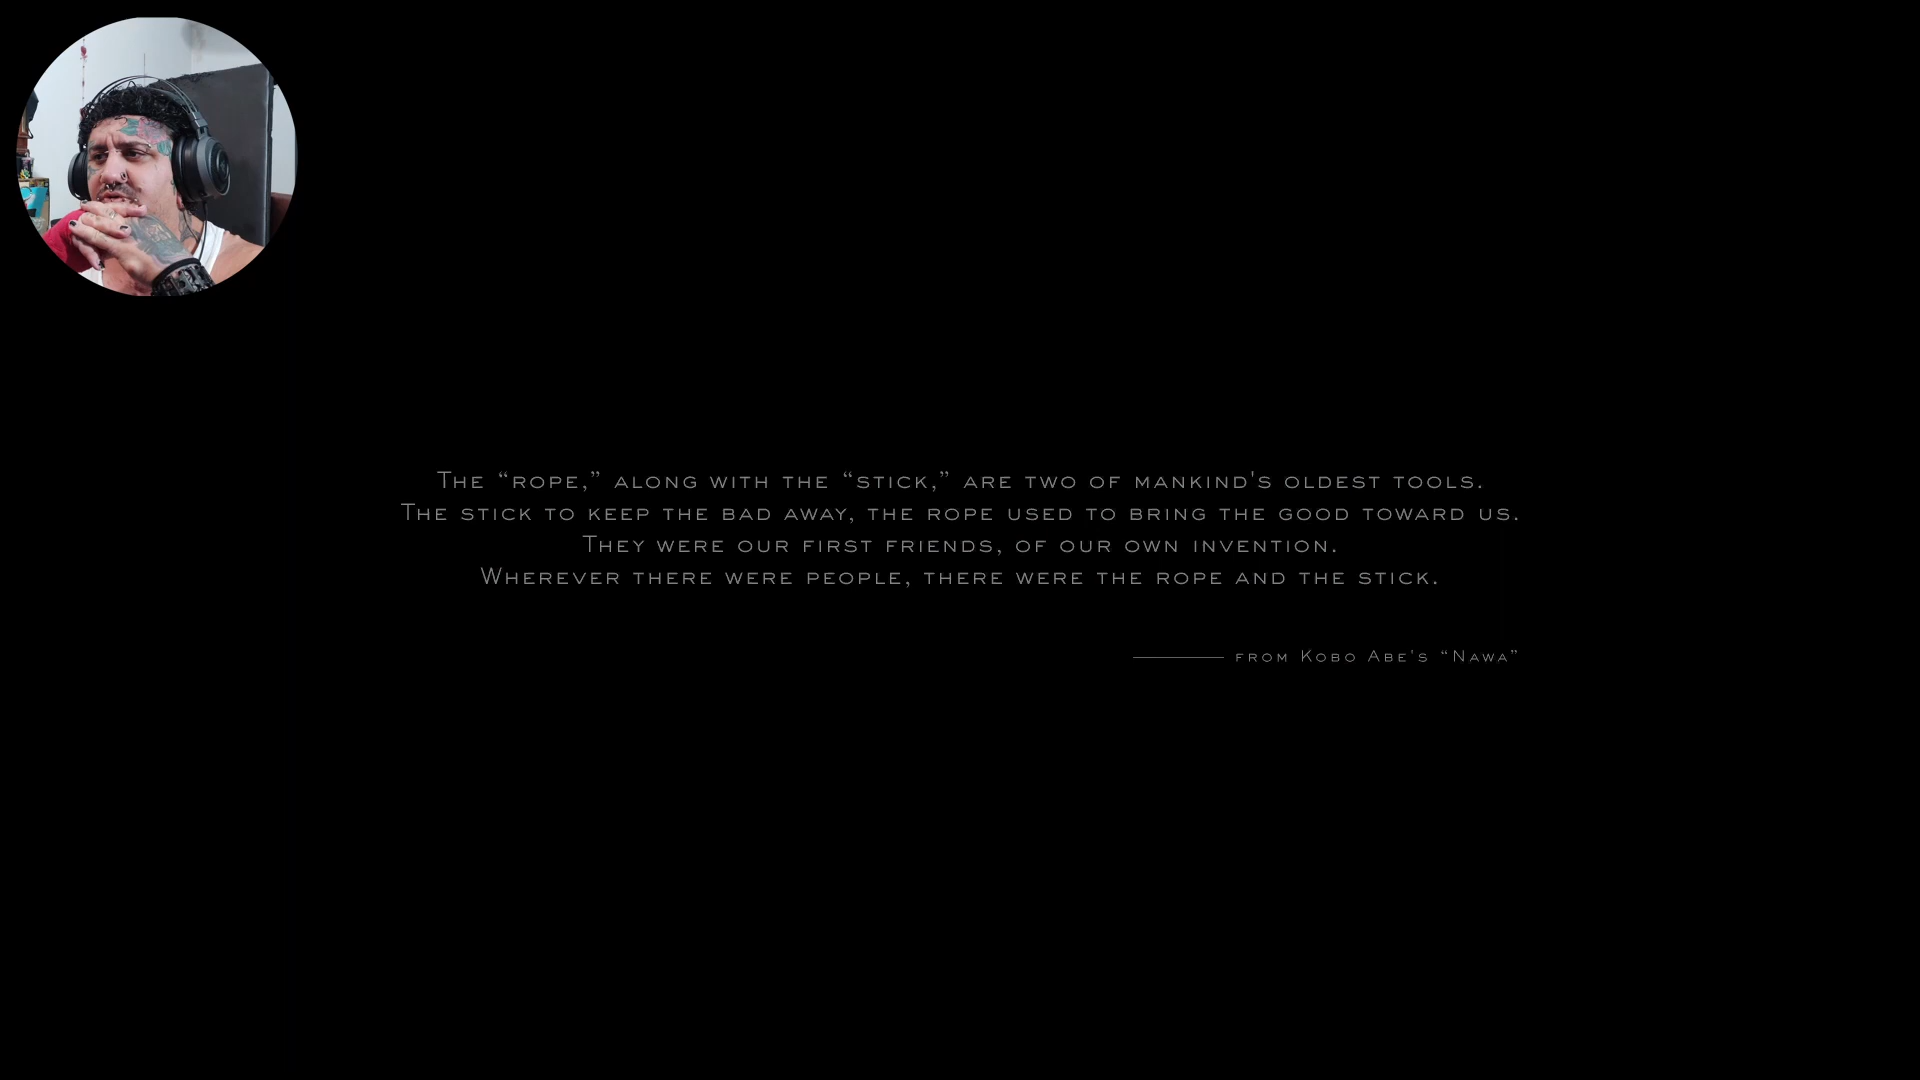 The “rope,” along with the “stick,” are two of mankind's oldest tools.
The stick to keep the bad away, the rope used to bring the good toward us.
They were our first friends, of our own invention.
Wherever there were people, there were the rope and the stick.
from Kobo Abe's “Nawa”